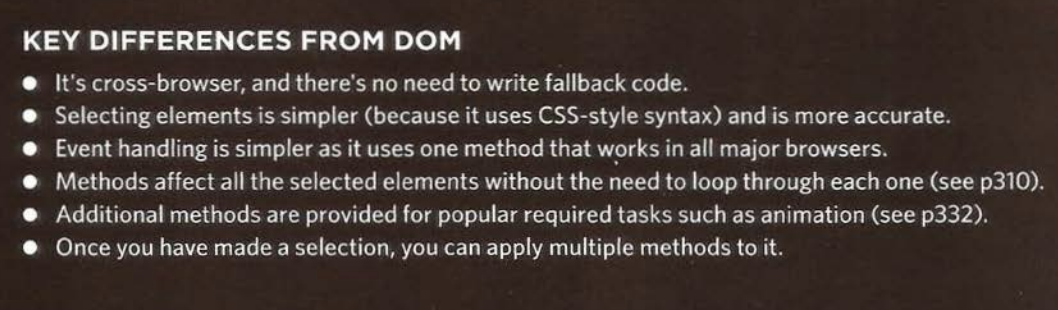 KEY DIFFERENCES FROM DOM
● It's cross-browser, and there's no need to write fallback code.
● Selecting elements is simpler (because it uses CSS-style syntax) and is more accurate.
● Event handling is simpler as it uses one method that works in all major browsers.
● Methods affect all the selected elements without the need to loop through each one (see p310).
● Additional methods are provided for popular required tasks such as animation (see p332).
● Once you have made a selection, you can apply multiple methods to it.